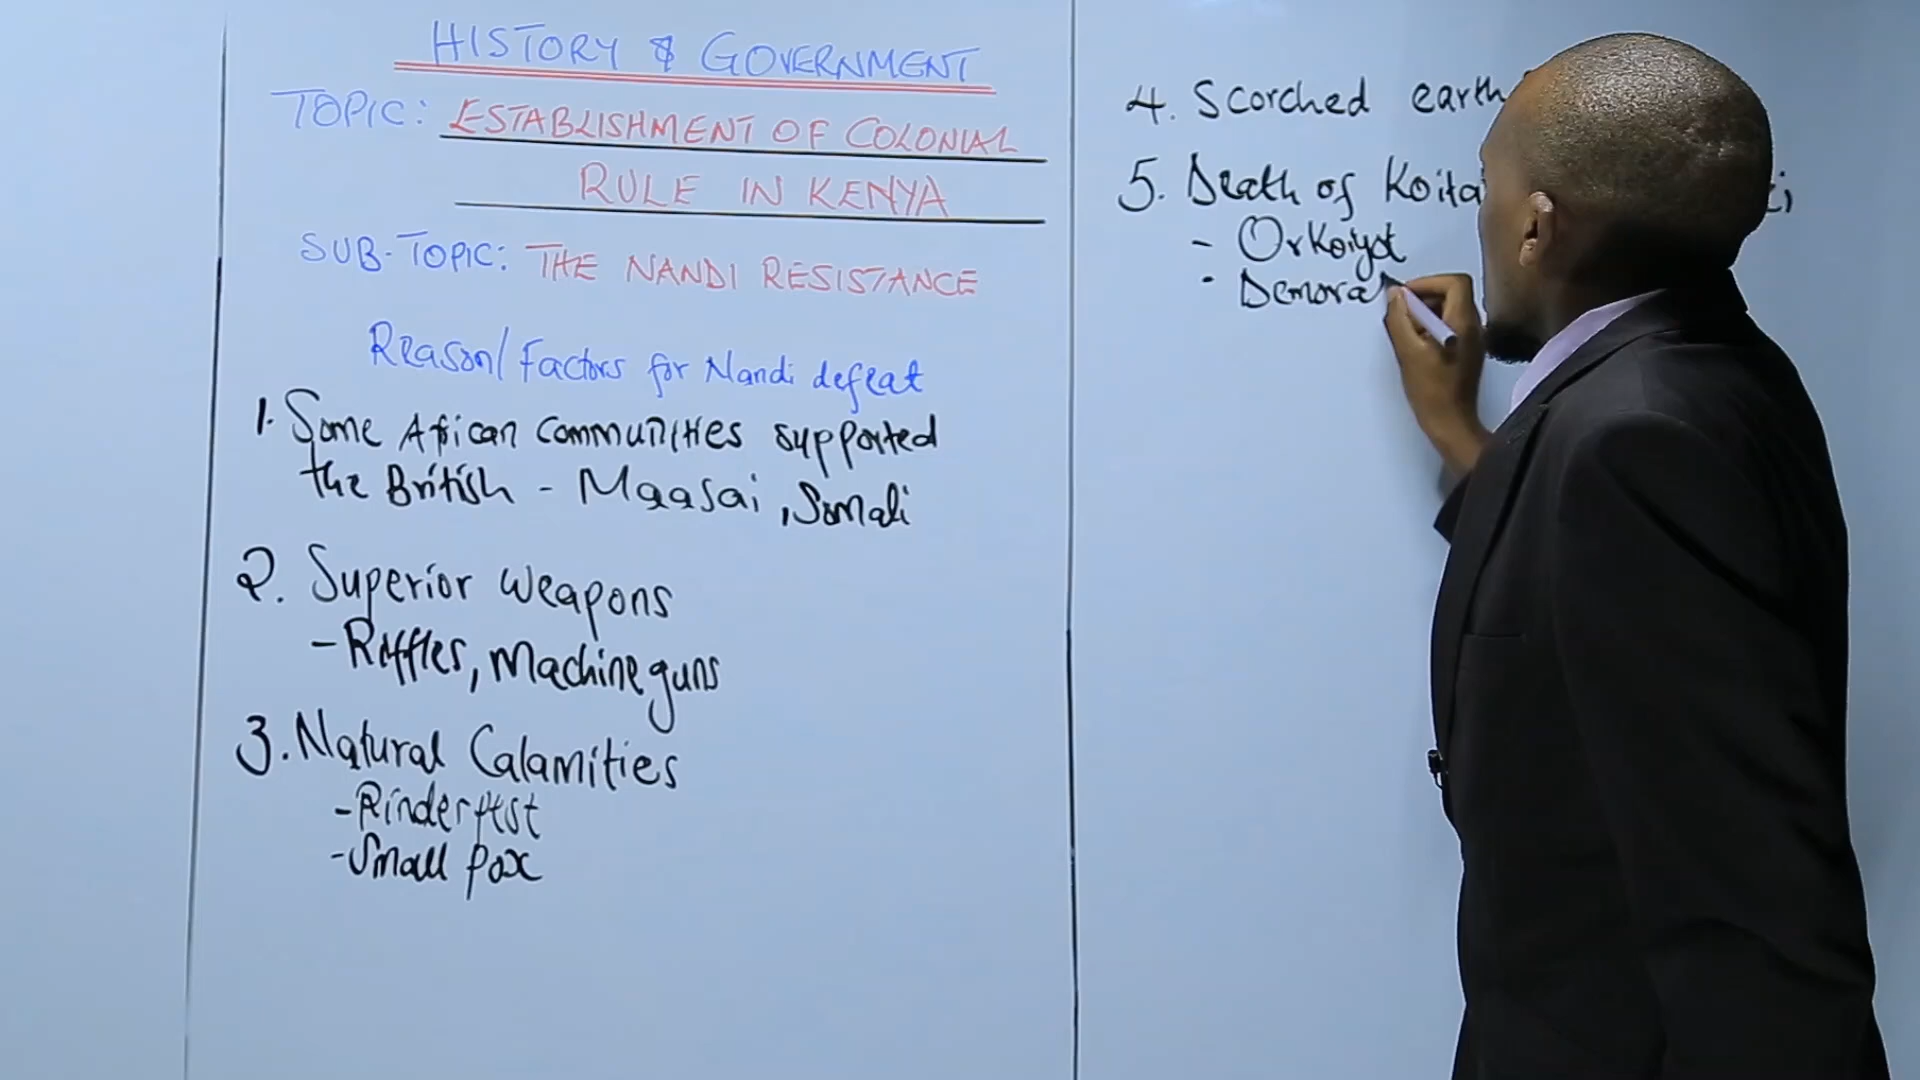 HISTORY & GOVERNMENT
TOPIC: ESTABLISHMENT OF COLONIAL
RULE IN KENYA
SUB-TOPIC: THE NANDI RESISTANCE
Reason/Factors for Nandi defeat
1. Some African Communities supported
the British - Maasai, Somali
2. Superior weapons
- Riffles, Machine guns
3. Natural Calamities
- Rinderpest
- Small pox
4. Scorched earth
5. Death of Koita
- Orkoiyot
- Demora